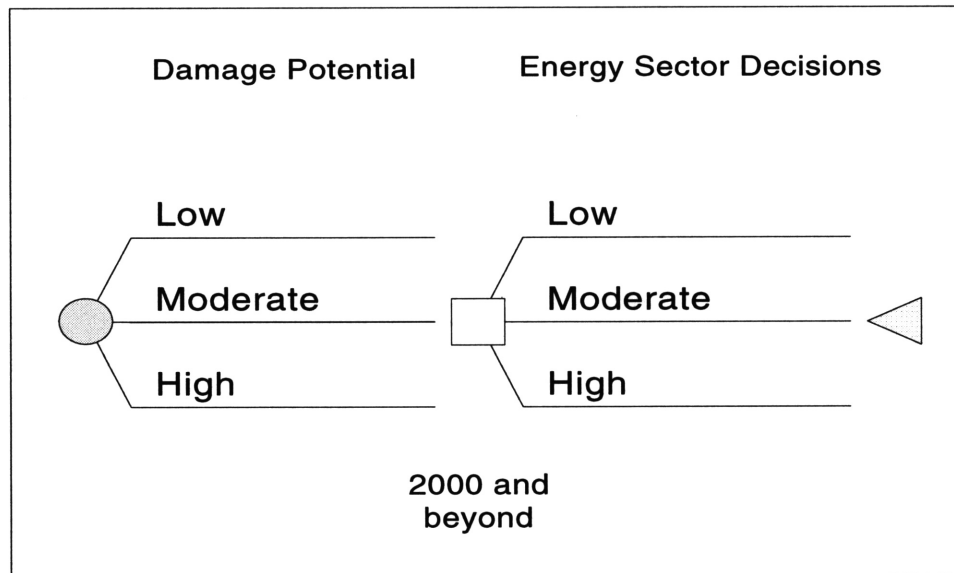 Damage Potential
Energy Sector Decisions
Low
Moderate
High
Low
Moderate
High
2000 and
beyond